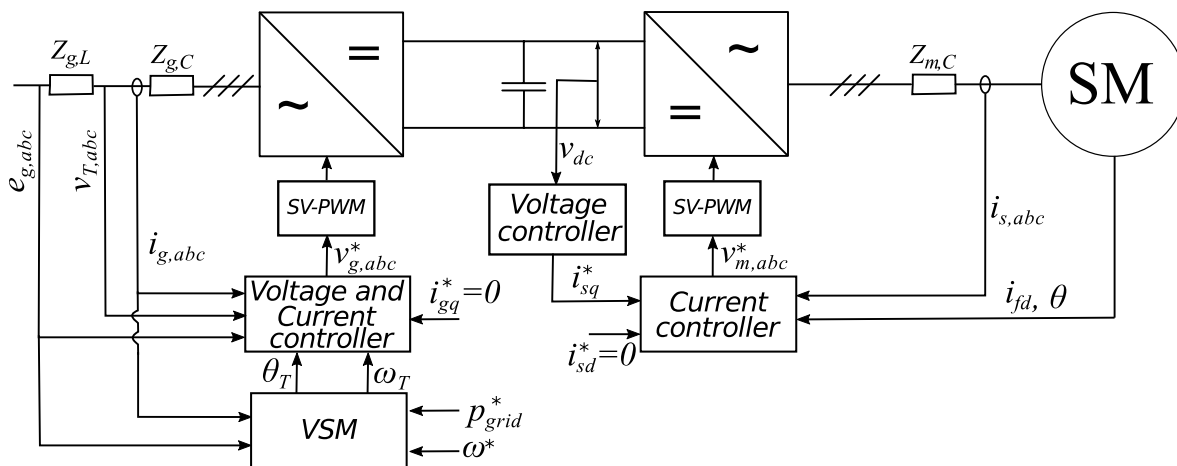 Z_{g,L}
Z_{g,C}
=
~
~
=
Z_{m,C}
SM
e_{g,abc}
v_{T,abc}
i_{g,abc}
SV-PWM
v^*_{g,abc}
Voltage and
Current
controller
i^*_{gq}=0
θ_T
ω_T
VSM
p^*_{grid}
ω*
v_{dc}
Voltage
controller
i^*_{sq}
i^*_{sd}=0
SV-PWM
v^*_{m,abc}
Current
controller
i_{s,abc}
i_{fd}, θ